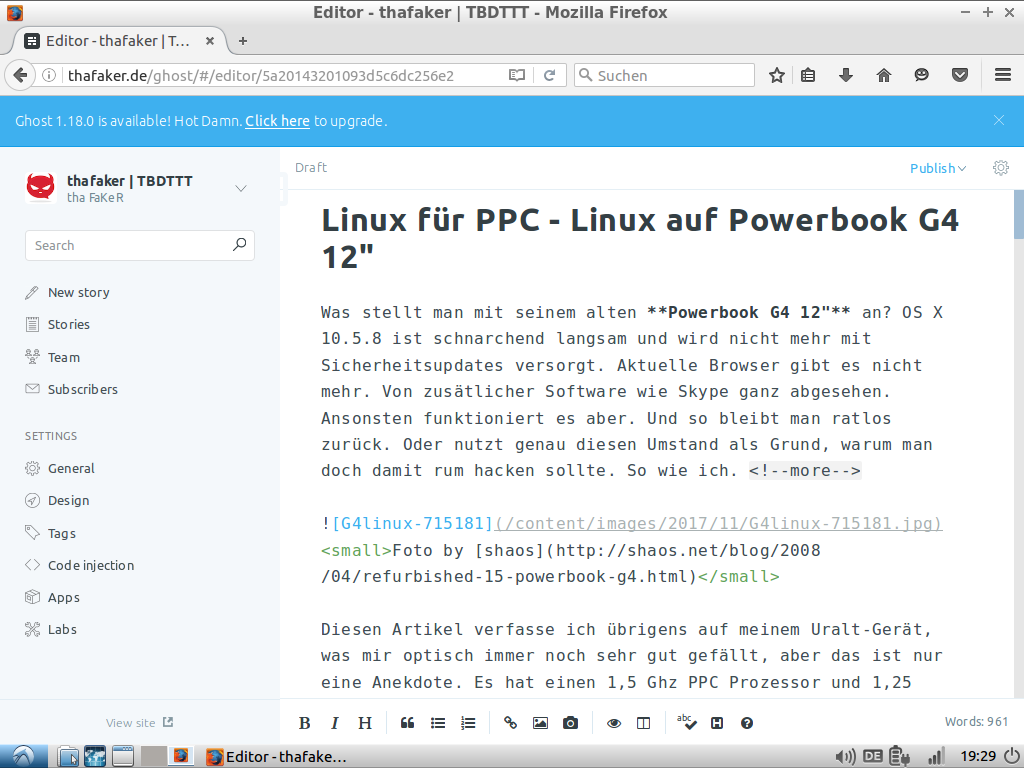 Editor - thafaker | TBDTTT - Mozilla Firefox
Editor - thafaker | T...
thafaker.de/ghost/#/editor/5a20143201093d5c6dc256e2
Suchen
Ghost 1.18.0 is available! Hot Damn. Click here to upgrade.
thafaker | TBDTTT
tha FaKeR
Search
New story
Stories
Team
Subscribers
SETTINGS
General
Design
Tags
Code injection
Apps
Labs
View site
Draft
Publish
Linux für PPC - Linux auf Powerbook G4
12"
Was stellt man mit seinem alten **Powerbook G4 12"** an? OS X
10.5.8 ist schnarchend langsam und wird nicht mehr mit
Sicherheitsupdates versorgt. Aktuelle Browser gibt es nicht
mehr. Von zusätlicher Software wie Skype ganz abgesehen.
Ansonsten funktioniert es aber. Und so bleibt man ratlos
zurück. Oder nutzt genau diesen Umstand als Grund, warum man
doch damit rum hacken sollte. So wie ich. <!--more-->
![G4linux-715181](/content/images/2017/11/G4linux-715181.jpg)
<small>Foto by [shaos](http://shaos.net/blog/2008
/04/refurbished-15-powerbook-g4.html)</small>
Diesen Artikel verfasse ich übrigens auf meinem Uralt-Gerät,
was mir optisch immer noch sehr gut gefällt, aber das ist nur
eine Anekdote. Es hat einen 1,5 Ghz PPC Prozessor und 1,25
B I H
abc
H
Words: 961
Editor - thafake...
DE
19:29